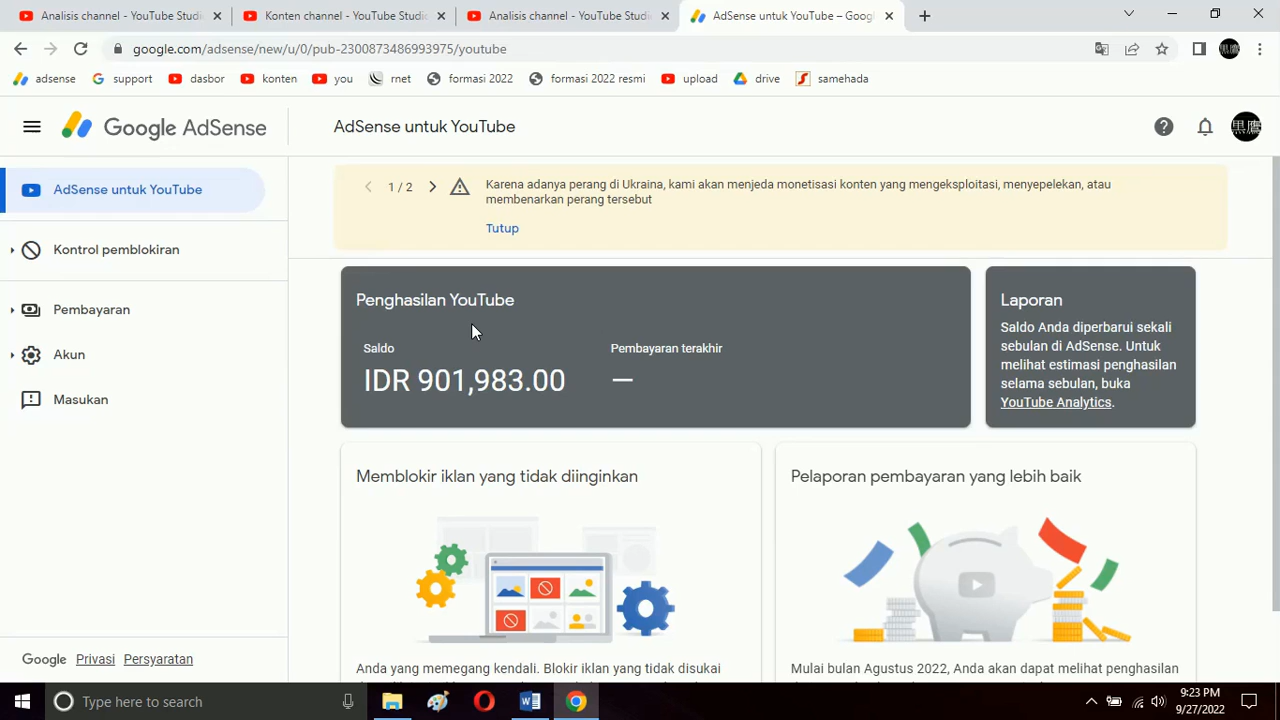 Analisis channel - YouTube Studi
Konten channel - YouTube Studi
Analisis channel - YouTube Studi
AdSense untuk YouTube – Goog
google.com/adsense/new/u/0/pub-2300873486993975/youtube
adsense
support
dasbor
konten
you
rnet
formasi 2022
formasi 2022 resmi
upload
drive
samehada
Google AdSense
AdSense untuk YouTube
黒鷹
AdSense untuk YouTube
Kontrol pemblokiran
Pembayaran
Akun
Masukan
1 / 2
Karena adanya perang di Ukraina, kami akan menjeda monetisasi konten yang mengeksploitasi, menyepelekan, atau
membenarkan perang tersebut
Tutup
Penghasilan YouTube
Saldo
IDR 901,983.00
Pembayaran terakhir
—
Laporan
Saldo Anda diperbarui sekali
sebulan di AdSense. Untuk
melihat estimasi penghasilan
selama sebulan, buka
YouTube Analytics.
Memblokir iklan yang tidak diinginkan
Anda yang memegang kendali. Blokir iklan yang tidak disukai
Pelaporan pembayaran yang lebih baik
Mulai bulan Agustus 2022, Anda akan dapat melihat penghasilan
Google Privasi Persyaratan
Type here to search
9:23 PM
9/27/2022